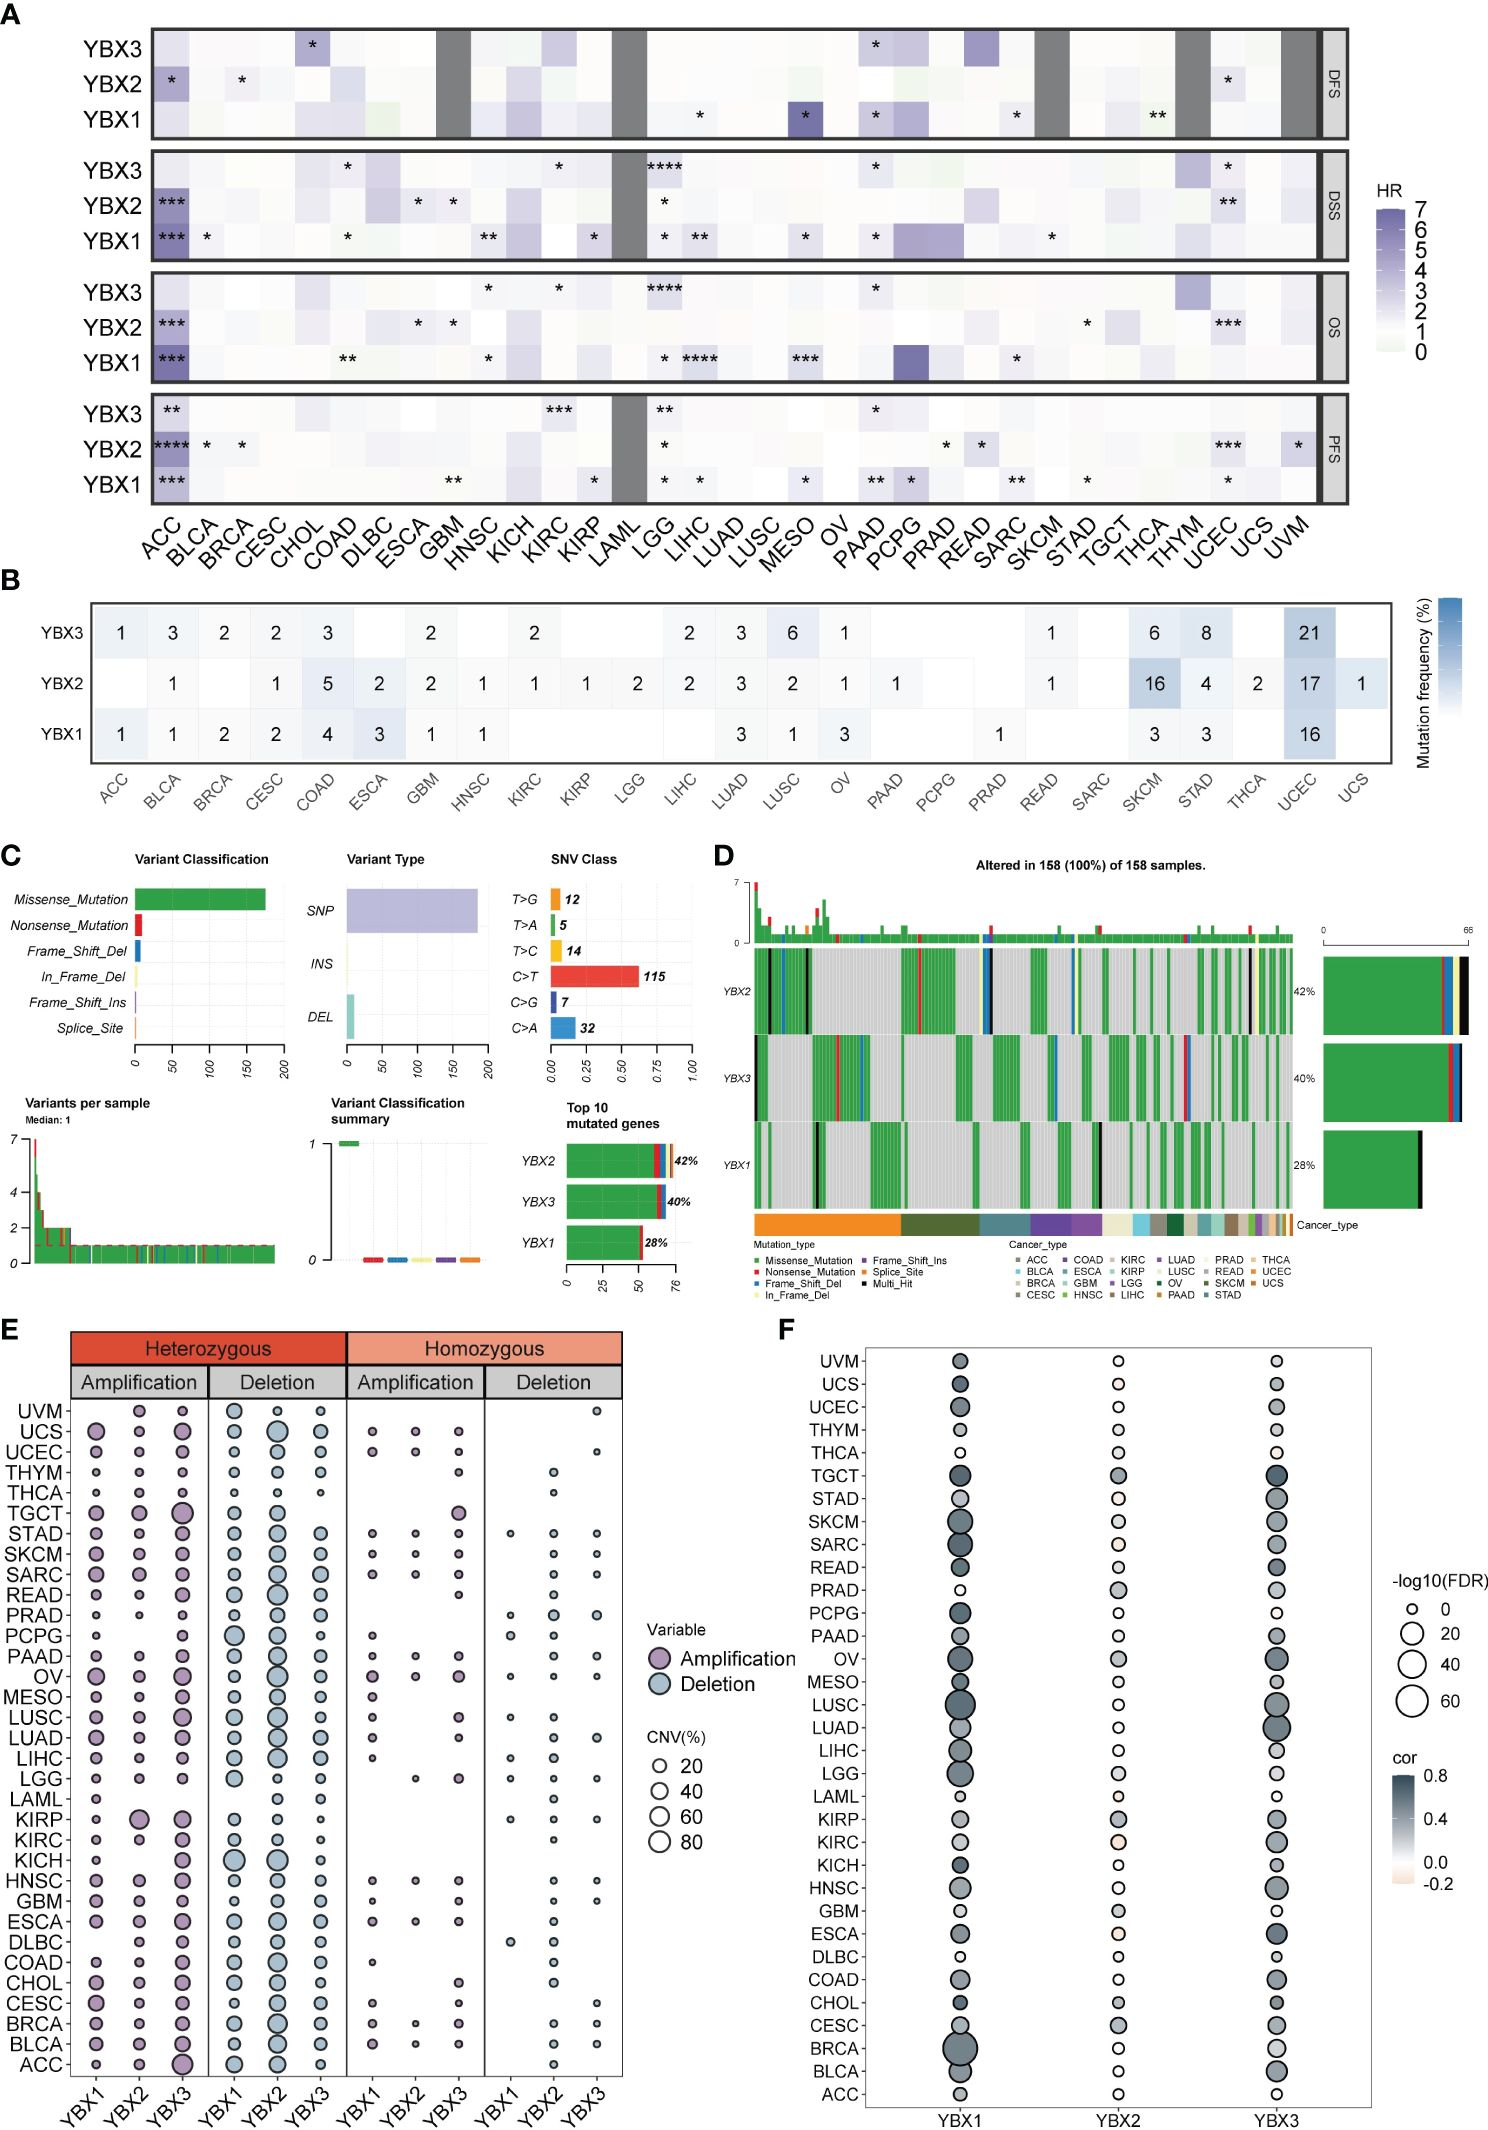 A
YBX3 * *
YBX2 * * *
YBX1 * * * * **
DFS
YBX3 * * **** * *
YBX2 *** * * * **
YBX1 *** * * ** * * ** * * *
DSS
YBX3 * * **** *
YBX2 *** * * * ***
YBX1 *** ** * * **** *** *
OS
YBX3 ** *** ** *
YBX2 **** * * * * * *** *
YBX1 *** ** * * * * ** * ** * *
PFS
HR
7
6
5
4
3
2
1
0
ACC BLCA BRCA CESC CHOL COAD DLBC ESCA GBM HNSC KICH KIRC KIRP LAML LGG LIHC LUAD LUSC MESO OV PAAD PCPG PRAD READ SARC SKCM STAD TGCT THCA THYM UCEC UCS UVM
B
YBX3 1 3 2 2 3 2 2 2 3 6 1 1 6 8 21
YBX2 1 1 5 2 2 1 1 1 2 2 3 2 1 1 1 16 4 2 17 1
YBX1 1 1 2 2 4 3 1 1 3 1 3 1 3 3 16
ACC BLCA BRCA CESC COAD ESCA GBM HNSC KIRC KIRP LGG LIHC LUAD LUSC OV PAAD PCPG PRAD READ SARC SKCM STAD THCA UCEC UCS
Mutation frequency (%)
C
Variant Classification
Missense_Mutation
Nonsense_Mutation
Frame_Shift_Del
In_Frame_Del
Frame_Shift_Ins
Splice_Site
0 50 100 150 200
Variant Type
SNP
INS
DEL
0 50 100 150 200
SNV Class
T>G 12
T>A 5
T>C 14
C>T 115
C>G 7
C>A 32
0.00 0.25 0.50 0.75 1.00
Variants per sample
Median: 1
7
4
2
0
Variant Classification
summary
1
0
Top 10
mutated genes
YBX2 42%
YBX3 40%
YBX1 28%
0 25 50 76
D
Altered in 158 (100%) of 158 samples.
7
0
0 66
YBX2 42%
YBX3 40%
YBX1 28%
Cancer_type
Mutation_type
Missense_Mutation Frame_Shift_Ins
Nonsense_Mutation Splice_Site
Frame_Shift_Del Multi_Hit
In_Frame_Del
Cancer_type
ACC COAD KIRC LUAD PRAD THCA
BLCA ESCA KIRP LUSC READ UCEC
BRCA GBM LGG OV SKCM UCS
CESC HNSC LIHC PAAD STAD
E
Heterozygous Homozygous
Amplification Deletion Amplification Deletion
UVM
UCS
UCEC
THYM
THCA
TGCT
STAD
SKCM
SARC
READ
PRAD
PCPG
PAAD
OV
MESO
LUSC
LUAD
LIHC
LGG
LAML
KIRP
KIRC
KICH
HNSC
GBM
ESCA
DLBC
COAD
CHOL
CESC
BRCA
BLCA
ACC
YBX1 YBX2 YBX3 YBX1 YBX2 YBX3 YBX1 YBX2 YBX3 YBX1 YBX2 YBX3
Variable
Amplification
Deletion
CNV(%)
20
40
60
80
F
UVM
UCS
UCEC
THYM
THCA
TGCT
STAD
SKCM
SARC
READ
PRAD
PCPG
PAAD
OV
MESO
LUSC
LUAD
LIHC
LGG
LAML
KIRP
KIRC
KICH
HNSC
GBM
ESCA
DLBC
COAD
CHOL
CESC
BRCA
BLCA
ACC
YBX1 YBX2 YBX3
-log10(FDR)
0
20
40
60
cor
0.8
0.4
0.0
-0.2